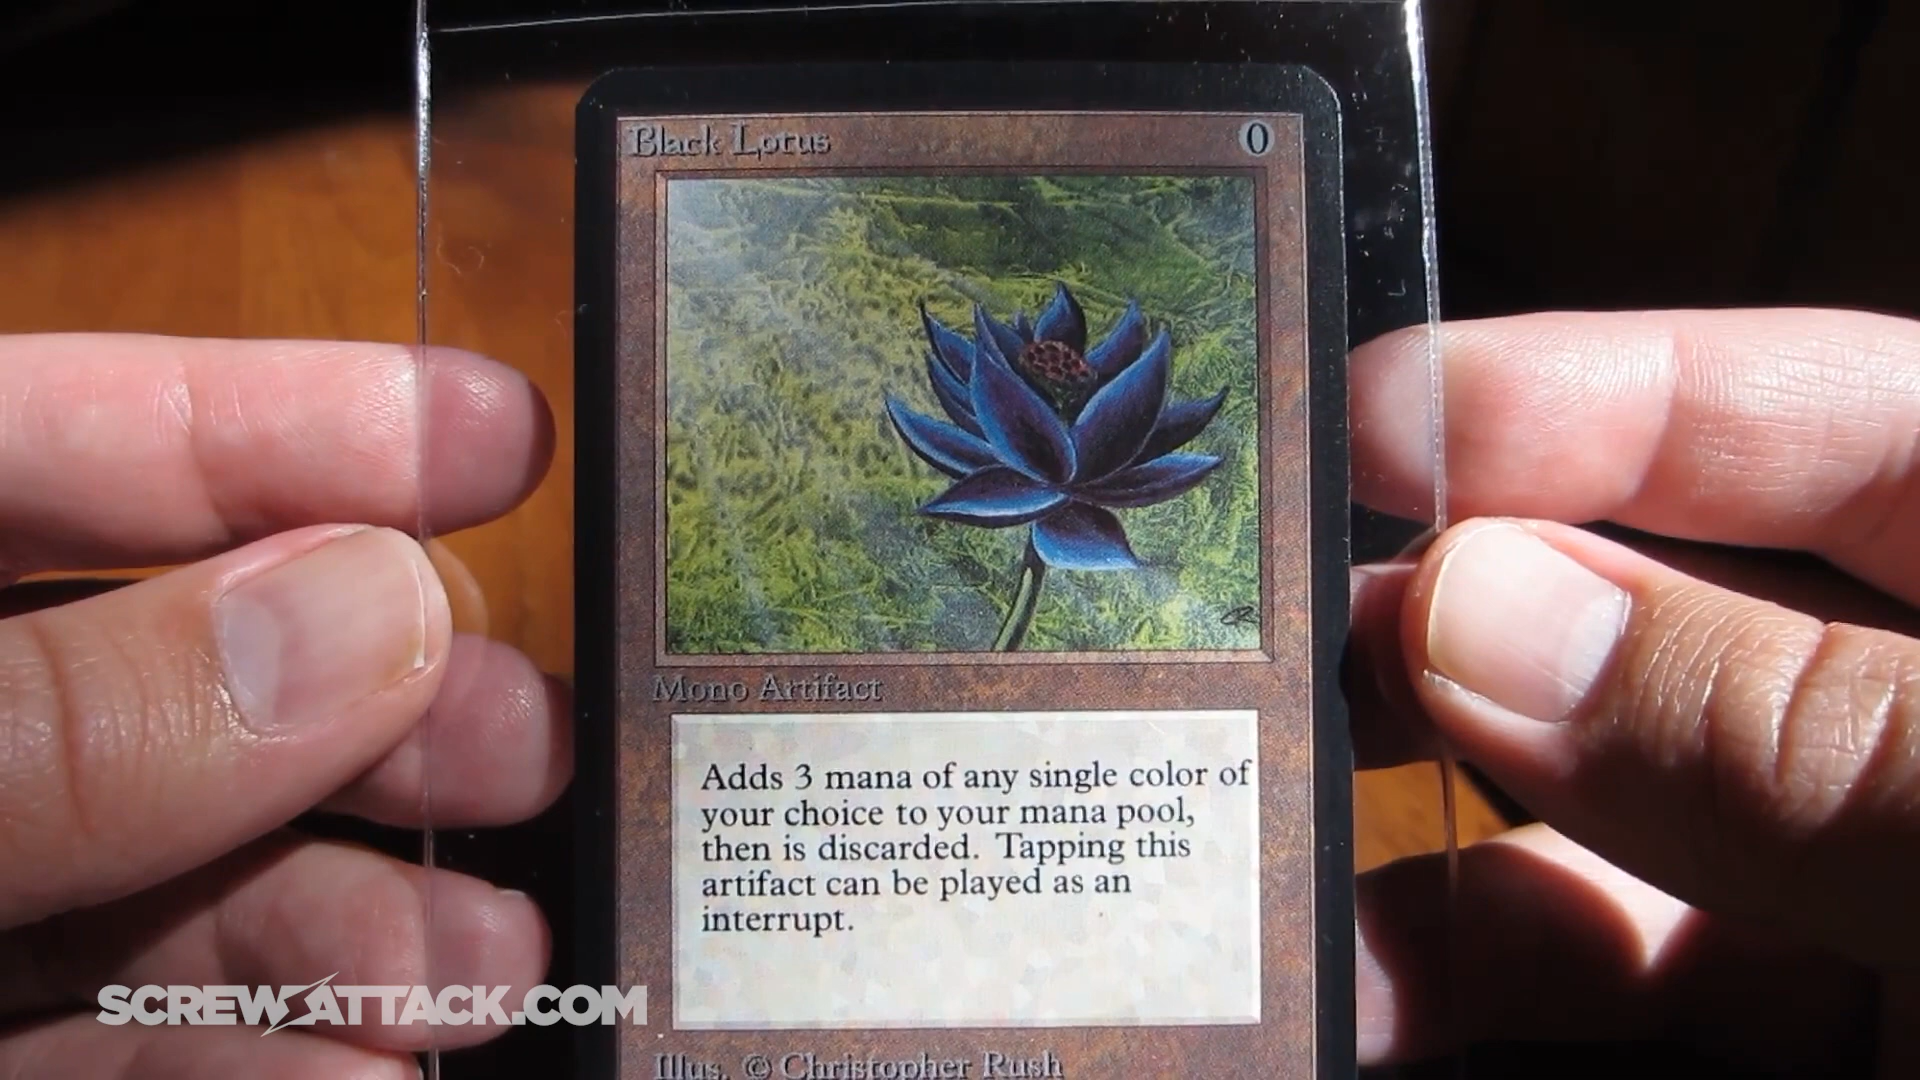 Black Lotus
0
Mono Artifact
Adds 3 mana of any single color of
your choice to your mana pool,
then is discarded. Tapping this
artifact can be played as an
interrupt.
Illus. © Christopher Rush
SCREWATTACK.COM